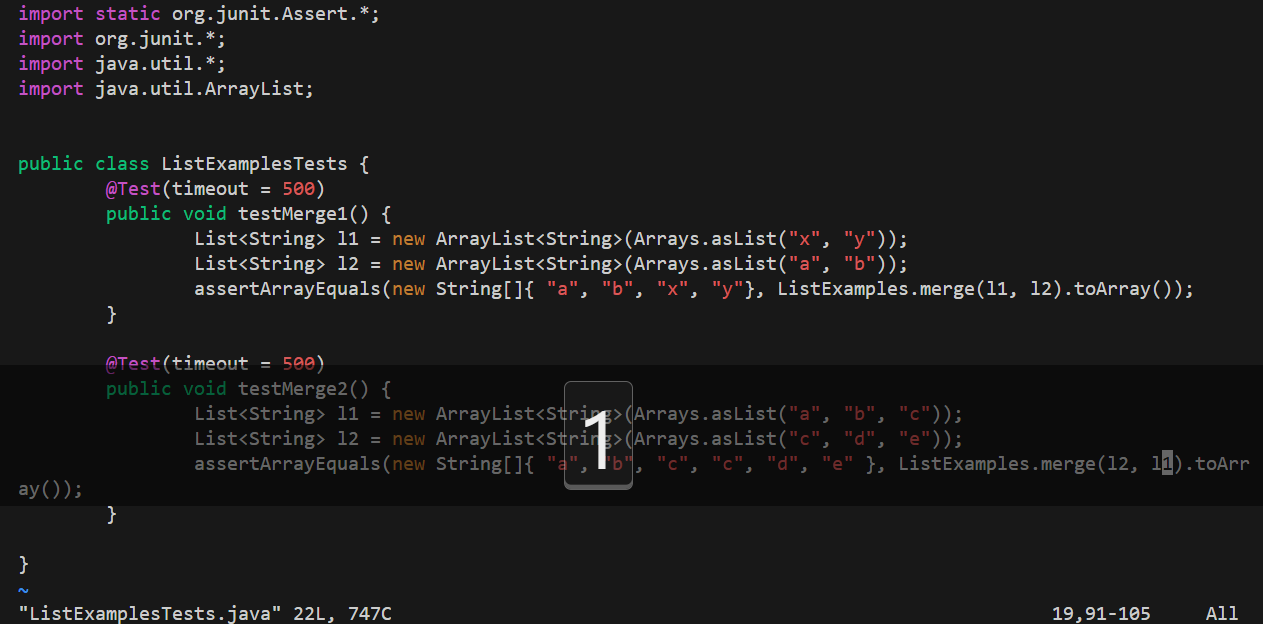 import static org.junit.Assert.*;
import org.junit.*;
import java.util.*;
import java.util.ArrayList;
public class ListExamplesTests {
@Test(timeout = 500)
public void testMerge1() {
List<String> l1 = new ArrayList<String>(Arrays.asList("x", "y"));
List<String> l2 = new ArrayList<String>(Arrays.asList("a", "b"));
assertArrayEquals(new String[]{ "a", "b", "x", "y"}, ListExamples.merge(l1, l2).toArray());
}
@Test(timeout = 500)
public void testMerge2() {
List<String> l1 = new ArrayList<String>(Arrays.asList("a", "b", "c"));
List<String> l2 = new ArrayList<String>(Arrays.asList("c", "d", "e"));
assertArrayEquals(new String[]{ "a", "b", "c", "c", "d", "e" }, ListExamples.merge(l2, l1).toArr
ay());
1
}
}
~
"ListExamplesTests.java" 22L, 747C 19,91-105 All